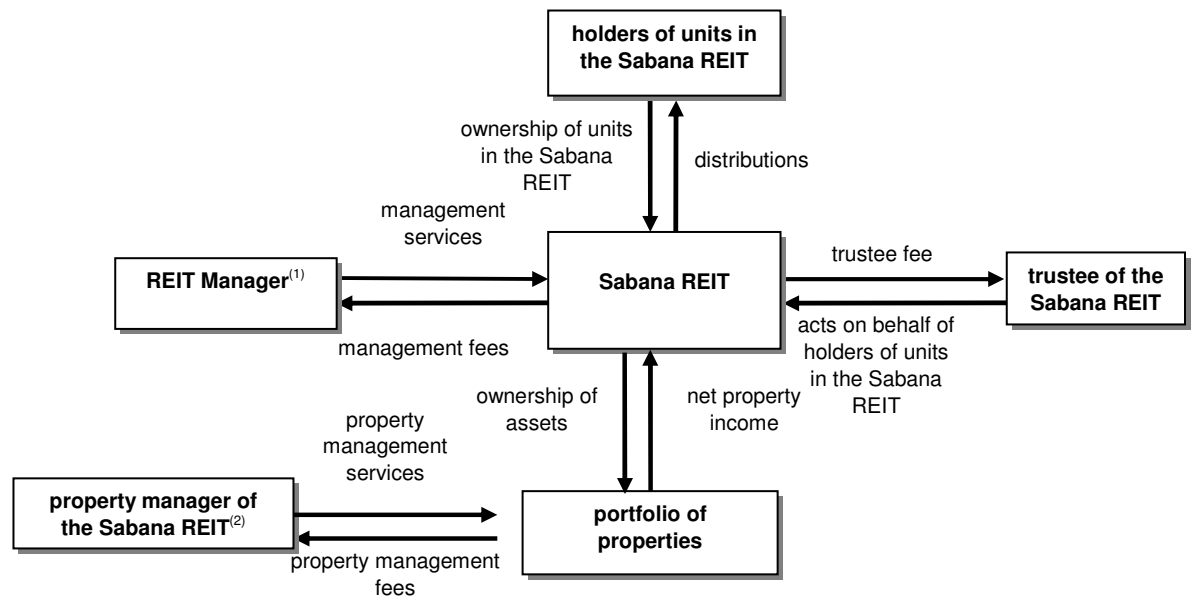 holders of units in
the Sabana REIT
ownership of units
in the Sabana
REIT
distributions
management
services
REIT Manager(1)
Sabana REIT
trustee fee
trustee of the
Sabana REIT
management fees
acts on behalf of
holders of units
in the Sabana
REIT
ownership of
assets
net property
income
property
management
services
property manager of
the Sabana REIT(2)
portfolio of
properties
property management
fees